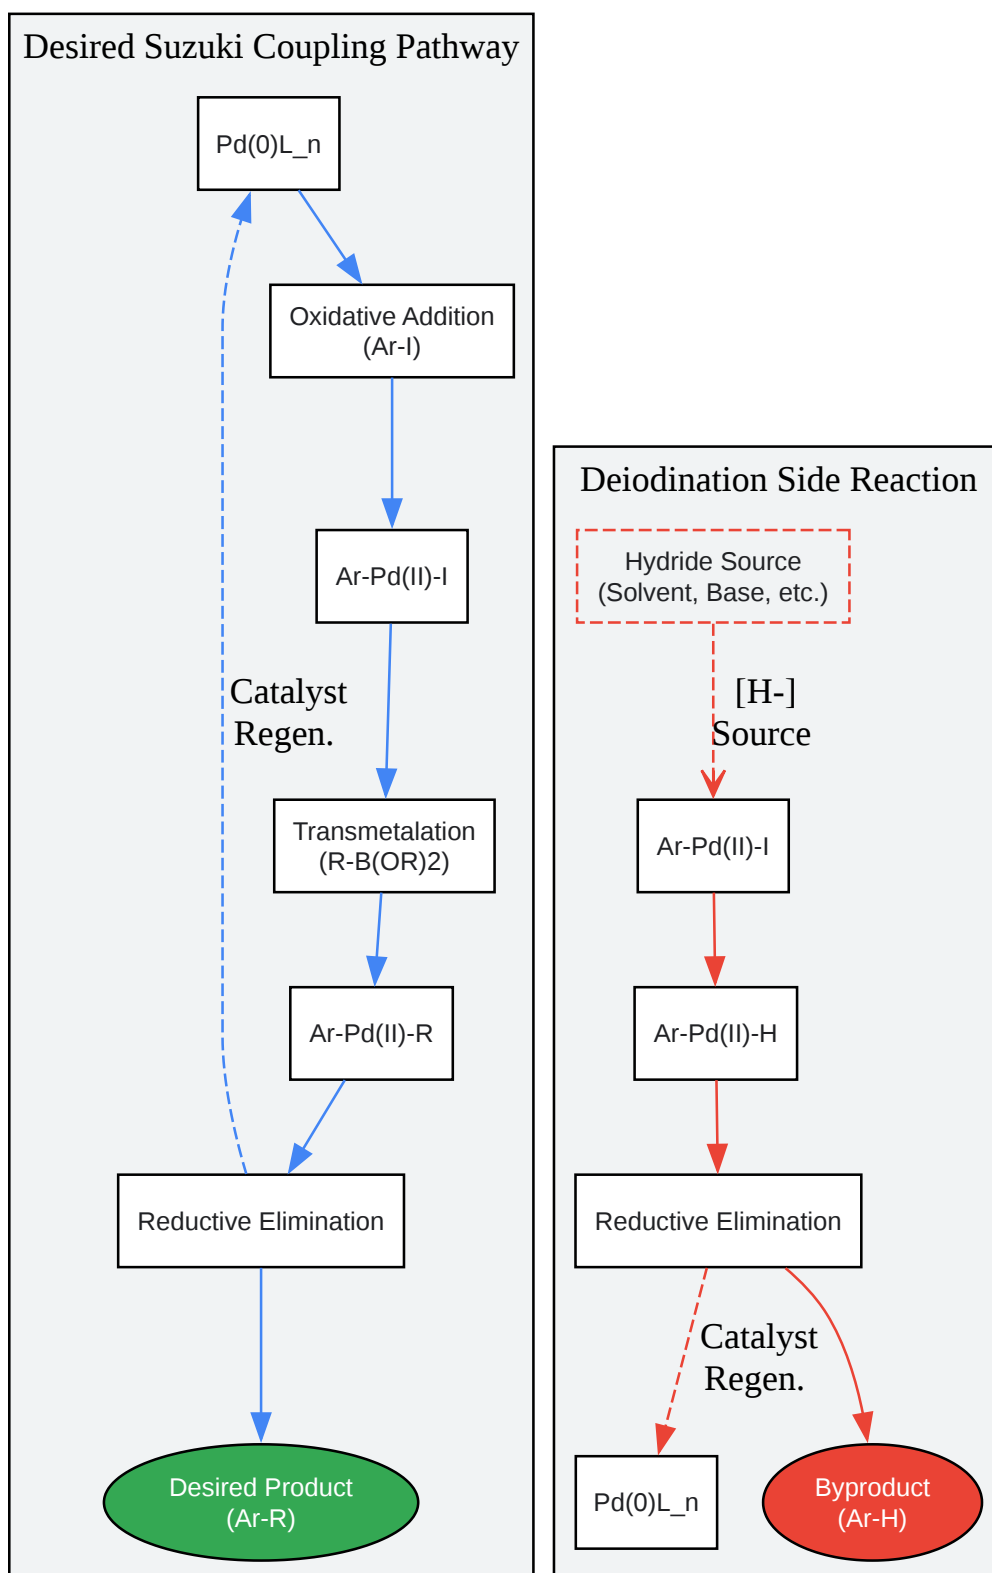 Desired Suzuki Coupling Pathway
Pd(0)L_n
Oxidative Addition
(Ar-I)
Ar-Pd(II)-I
Catalyst
Regen.
Transmetalation
(R-B(OR)2)
Ar-Pd(II)-R
Reductive Elimination
Desired Product
(Ar-R)
Deiodination Side Reaction
Hydride Source
(Solvent, Base, etc.)
[H-]
Source
Ar-Pd(II)-I
Ar-Pd(II)-H
Reductive Elimination
Catalyst
Regen.
Pd(0)L_n
Byproduct
(Ar-H)